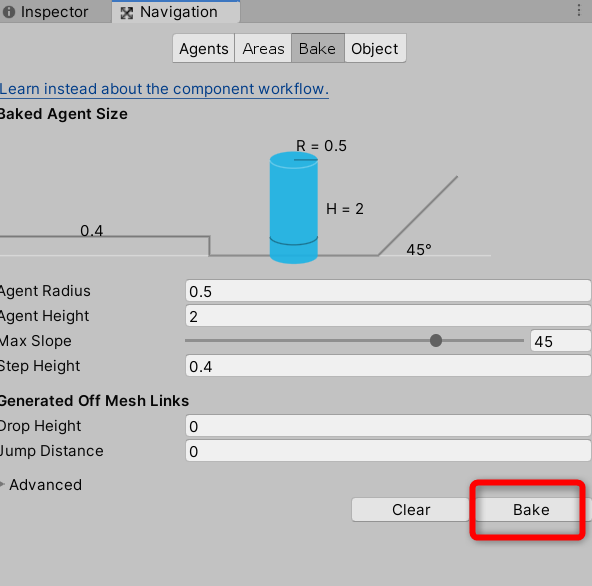 Inspector Navigation
Agents Areas Bake Object
Learn instead about the component workflow.
Baked Agent Size
R = 0.5
H = 2
0.4
45°
Agent Radius 0.5
Agent Height 2
Max Slope 45
Step Height 0.4
Generated Off Mesh Links
Drop Height 0
Jump Distance 0
Advanced
Clear Bake